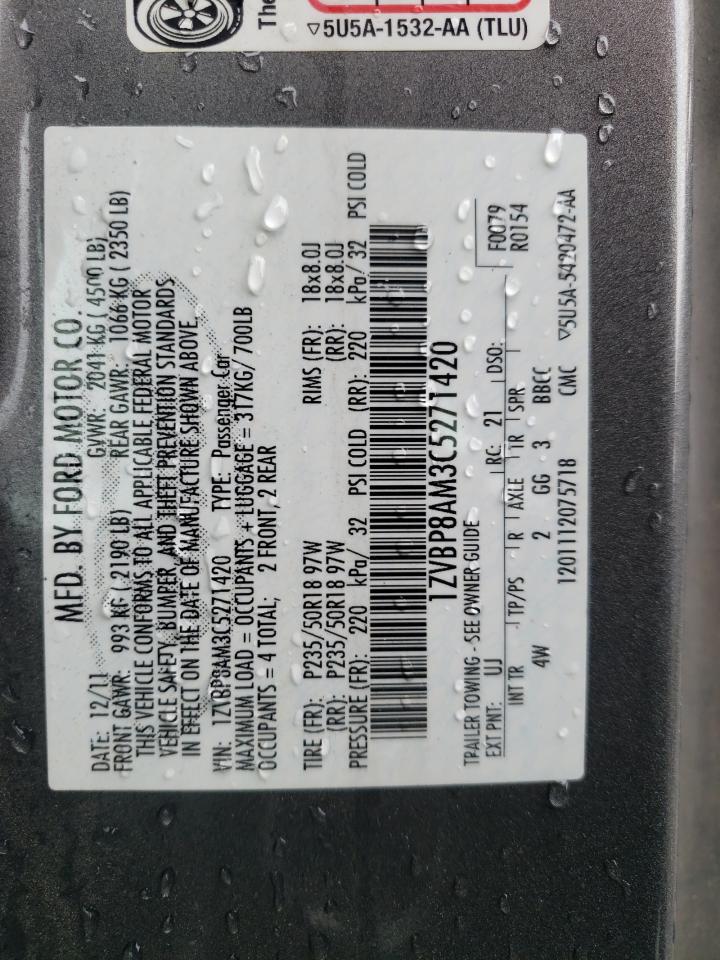 The
▽5U5A-1532-AA (TLU)
MFD. BY FORD MOTOR CO.
DATE: 12/11 GVWR: 2041 KG ( 4500 LB)
FRONT GAWR: 993 KG ( 2190 LB) REAR GAWR: 1066 KG ( 2350 LB)
THIS VEHICLE CONFORMS TO ALL APPLICABLE FEDERAL MOTOR
VEHICLE SAFETY, BUMPER, AND THEFT PREVENTION STANDARDS
IN EFFECT ON THE DATE OF MANUFACTURE SHOWN ABOVE.
VIN: 1ZVBP8AM3C5271420 TYPE: Passenger Car
MAXIMUM LOAD = OCCUPANTS + LUGGAGE = 317KG/ 700LB
OCCUPANTS = 4 TOTAL; 2 FRONT, 2 REAR
TIRE (FR): P235/50R18 97W RIMS (FR): 18x8.0J
(RR): P235/50R18 97W (RR): 18x8.0J
PRESSURE (FR): 220 kPa/ 32 PSI COLD (RR): 220 kPa/ 32 PSI COLD
1ZVBP8AM3C5271420
TRAILER TOWING - SEE OWNER GUIDE
EXT PNT: UJ RC: 21 DSO: F0079
R0154
INT TR TP/PS R AXLE TR SPR
4W 2 GG 3 BBCC
1201112075718 CMC ▽5U5A-5420472-AA